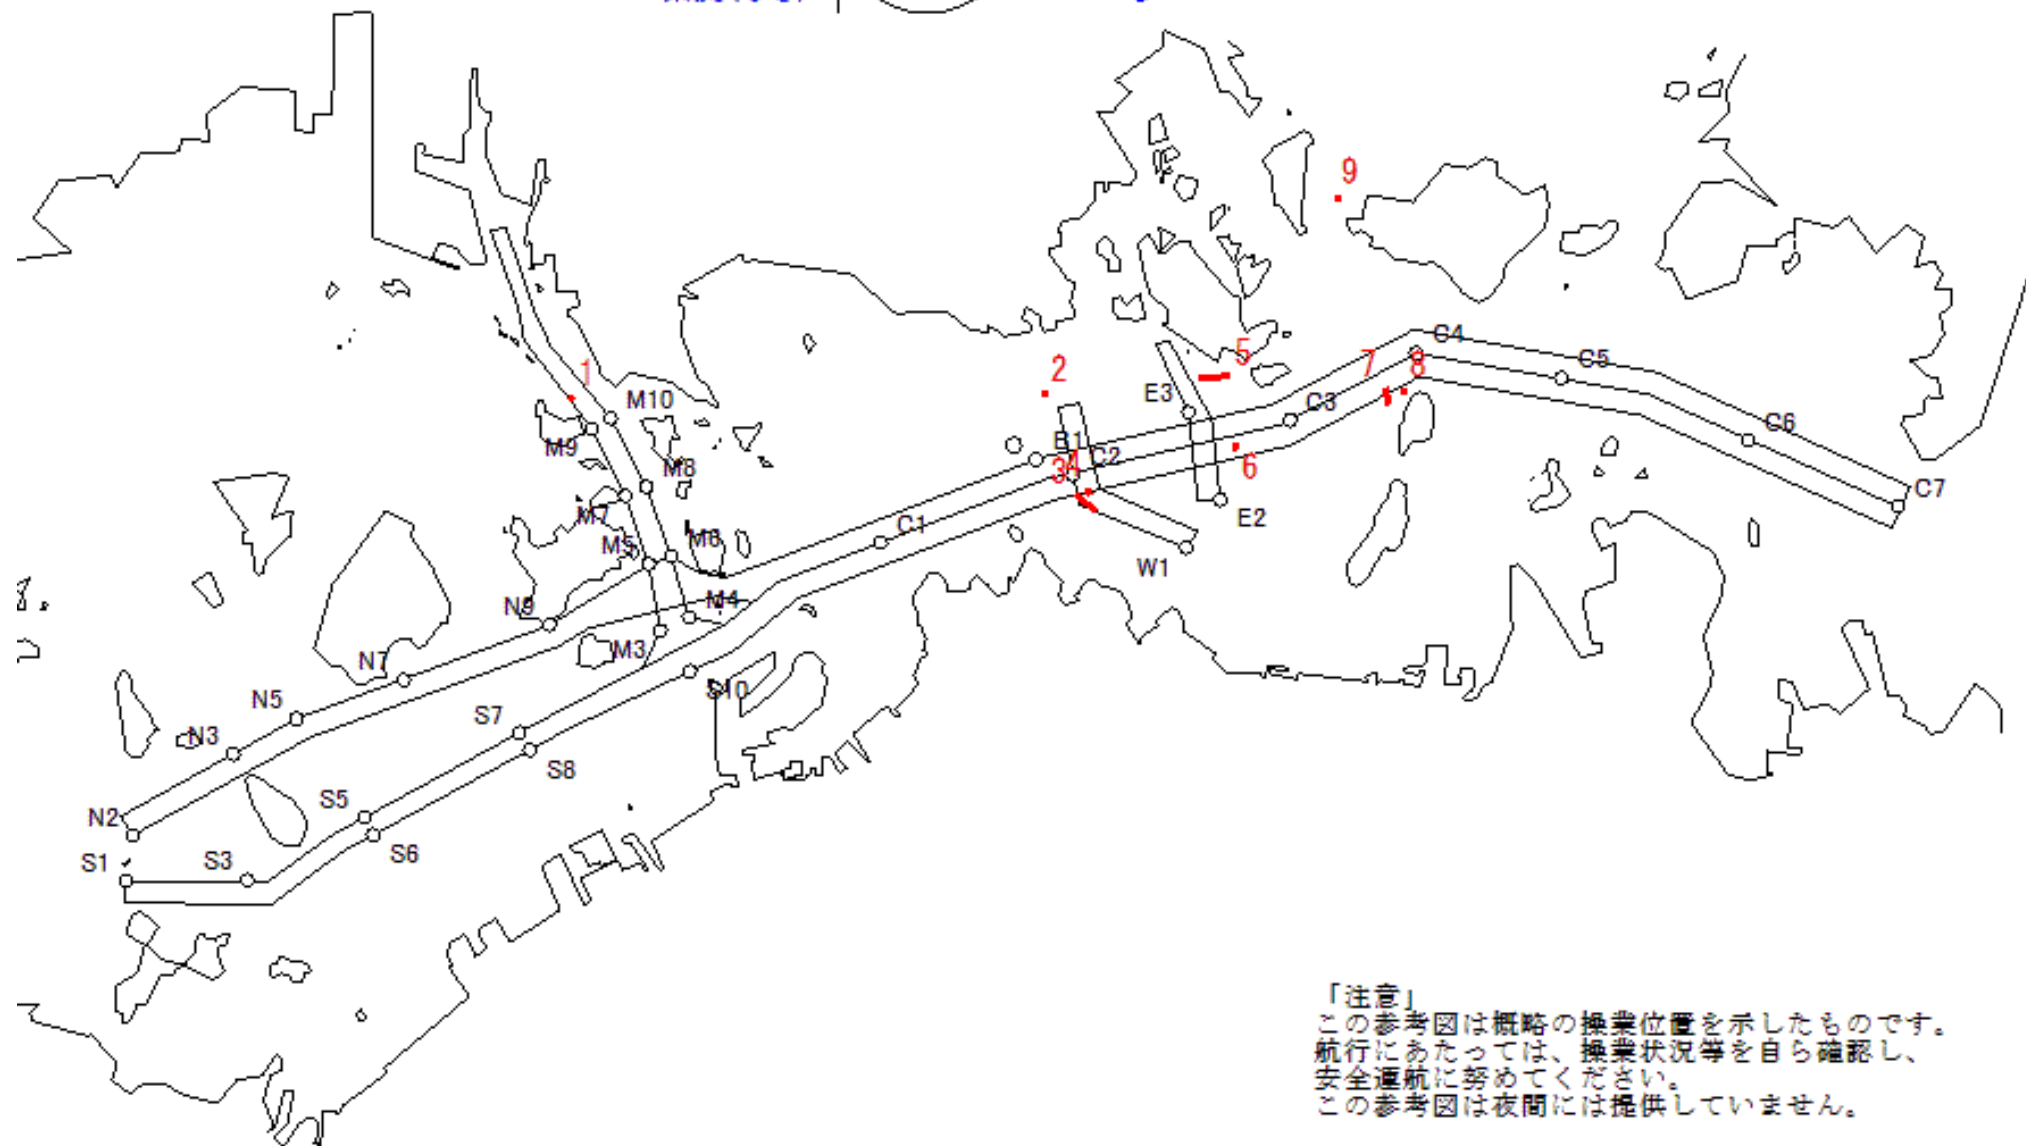 9
C4
5
7
C5
8
2
1
E3
M10
C3
C6
M9
B1
3
4
C2
6
M8
C7
M7
E2
C1
M5
M6
W1
N9
M4
M3
N7
S10
N5
S7
N3
S8
S5
N2
S6
S1
S3
「注意」
この参考図は概略の操業位置を示したものです。
航行にあたっては、操業状況等を自ら確認し、
安全運航に努めてください。
この参考図は夜間には提供していません。